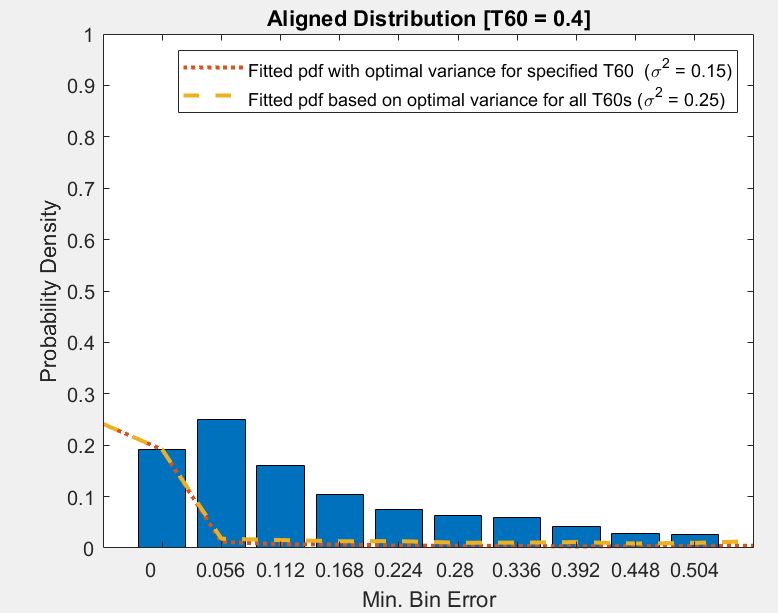 Aligned Distribution [T60 = 0.4]
Fitted pdf with optimal variance for specified T60 (σ² = 0.15)
Fitted pdf based on optimal variance for all T60s (σ² = 0.25)
1
0.9
0.8
0.7
0.6
0.5
0.4
0.3
0.2
0.1
0
Probability Density
0 0.056 0.112 0.168 0.224 0.28 0.336 0.392 0.448 0.504
Min. Bin Error